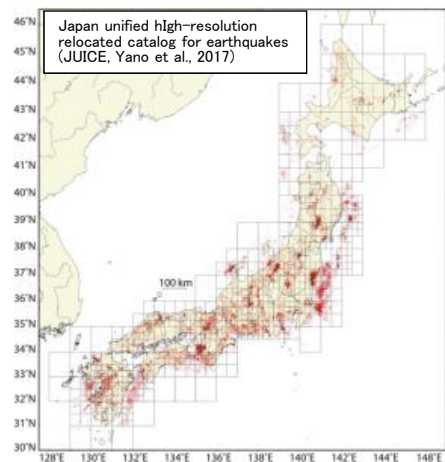 Japan unified hIgh-resolution
relocated catalog for earthquakes
(JUICE, Yano et al., 2017)
46°N
45°N
44°N
43°N
42°N
41°N
40°N
39°N
38°N
37°N
100 km
36°N
35°N
34°N
33°N
32°N
31°N
30°N
128°E 130°E 132°E 134°E 136°E 138°E 140°E 142°E 144°E 146°E